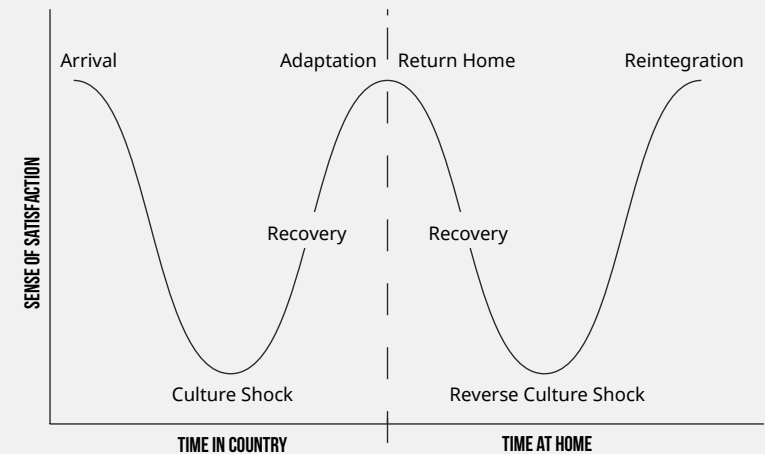 Arrival
Adaptation
Return Home
Reintegration
SENSE OF SATISFACTION
Recovery
Recovery
Culture Shock
Reverse Culture Shock
TIME IN COUNTRY
TIME AT HOME